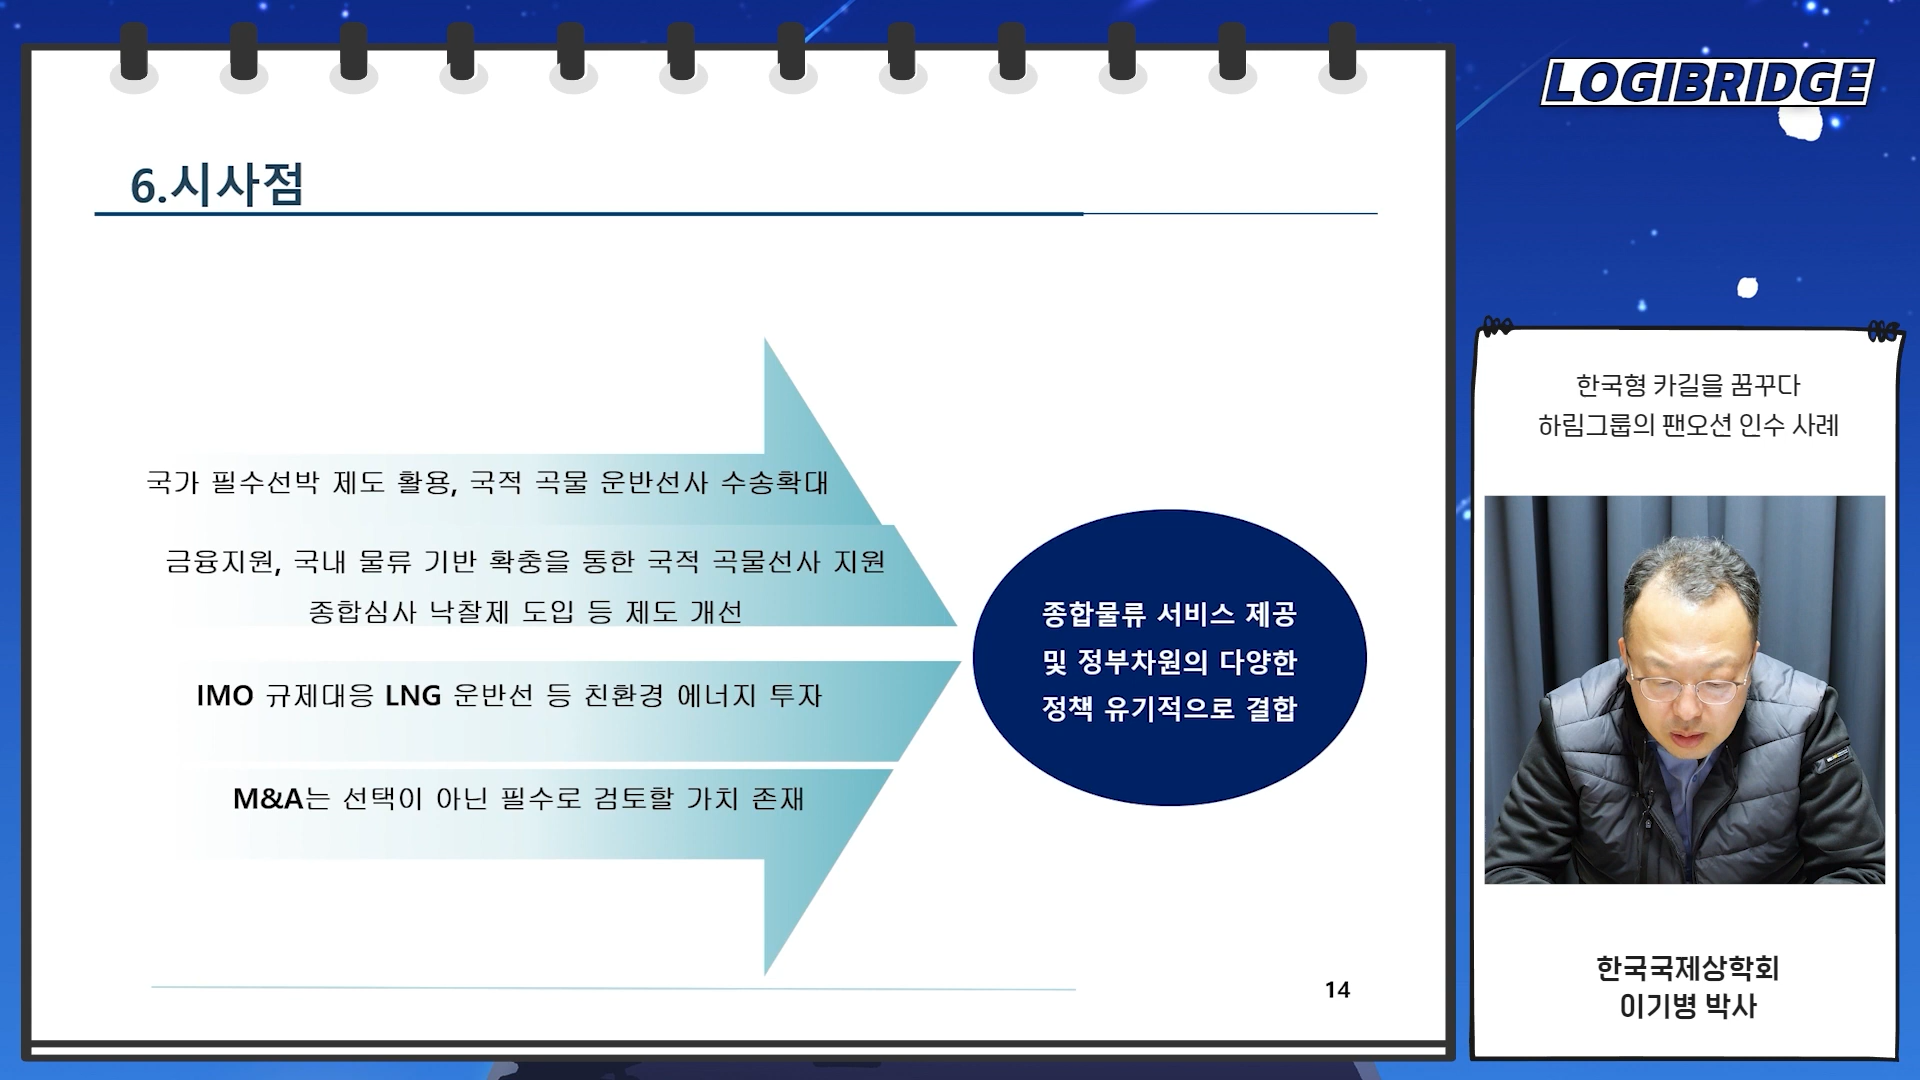 LOGIBRIDGE
6.시사점
국가 필수선박 제도 활용, 국적 곡물 운반선사 수송확대
금융지원, 국내 물류 기반 확충을 통한 국적 곡물선사 지원
종합심사 낙찰제 도입 등 제도 개선
IMO 규제대응 LNG 운반선 등 친환경 에너지 투자
M&A는 선택이 아닌 필수로 검토할 가치 존재
종합물류 서비스 제공
및 정부차원의 다양한
정책 유기적으로 결합
14
한국형 카길을 꿈꾸다
하림그룹의 팬오션 인수 사례
한국국제상학회
이기병 박사